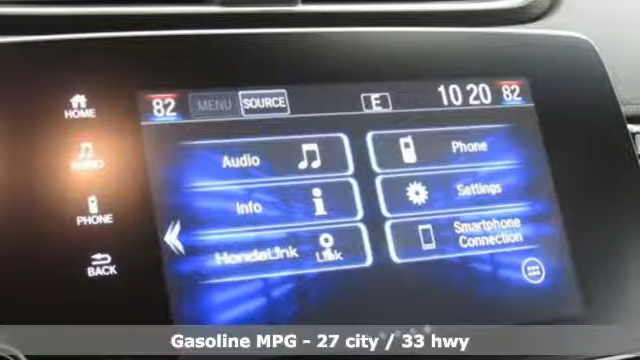 82 MENU SOURCE E 10 20 82
HOME
AUDIO
PHONE
BACK
Audio
Phone
Info
Settings
HondaLink
Link
Smartphone
Connection
Gasoline MPG - 27 city / 33 hwy